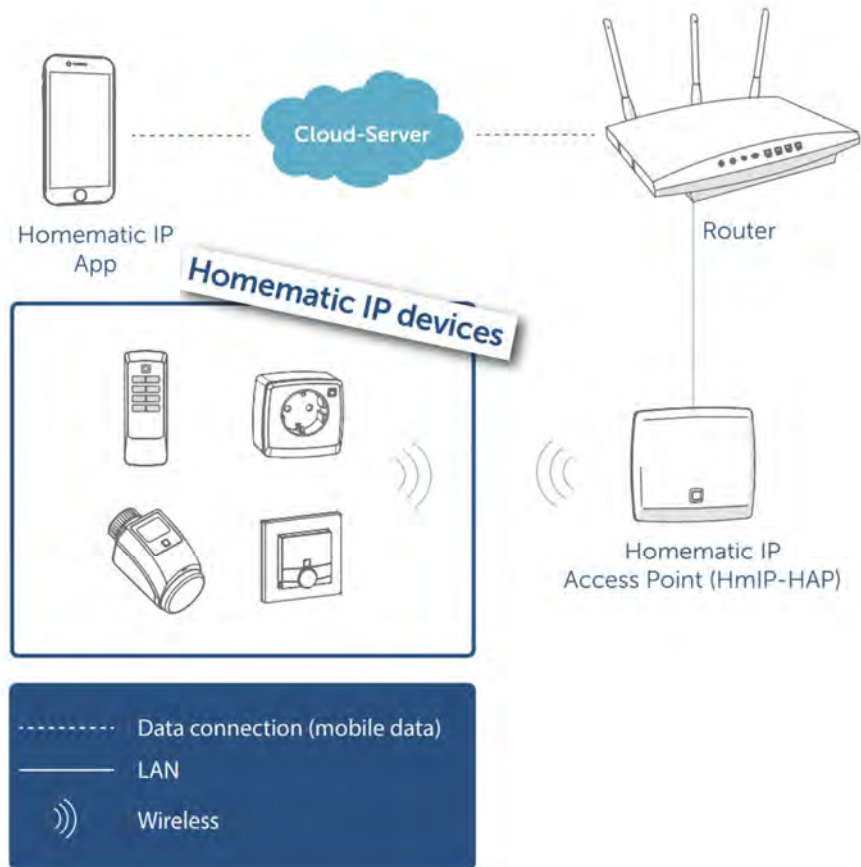 Cloud-Server
Homematic IP
App
Router
Homematic IP devices
Homematic IP
Access Point (HmIP-HAP)
Data connection (mobile data)
LAN
Wireless